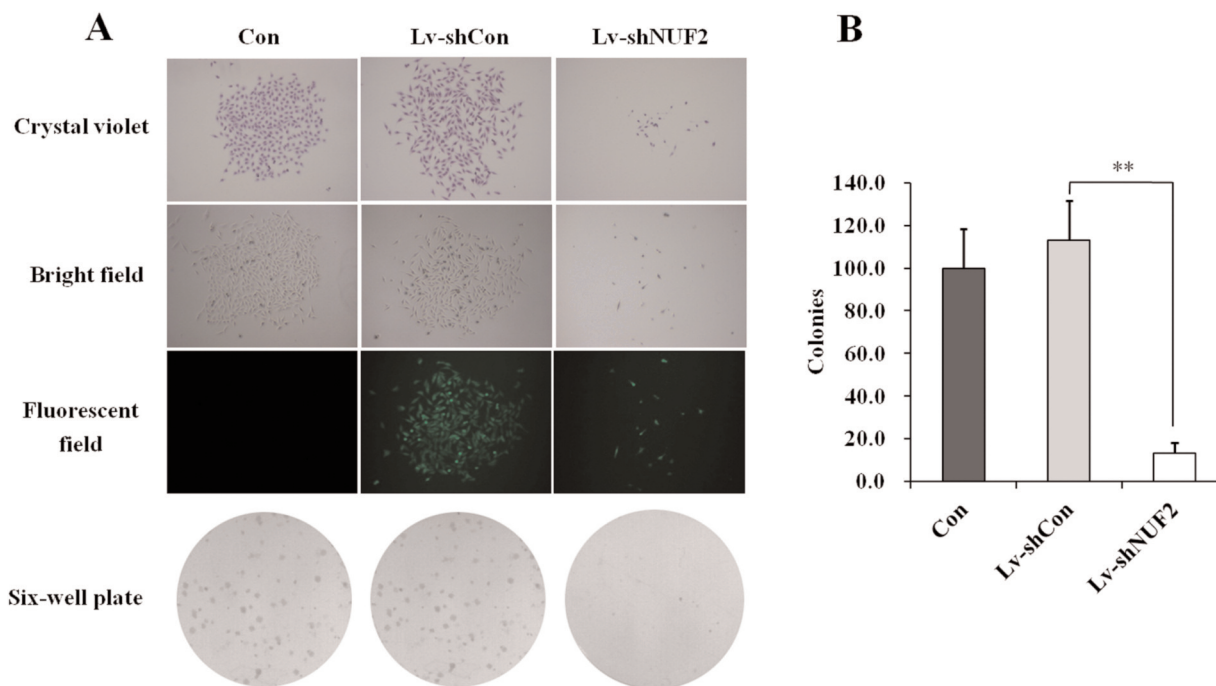 A
B
Con Lv-shCon Lv-shNUF2
Crystal violet
Bright field
Fluorescent
field
Six-well plate
**
140.0
120.0
100.0
80.0
60.0
40.0
20.0
0.0
Colonies
Con
Lv-shCon
Lv-shNUF2